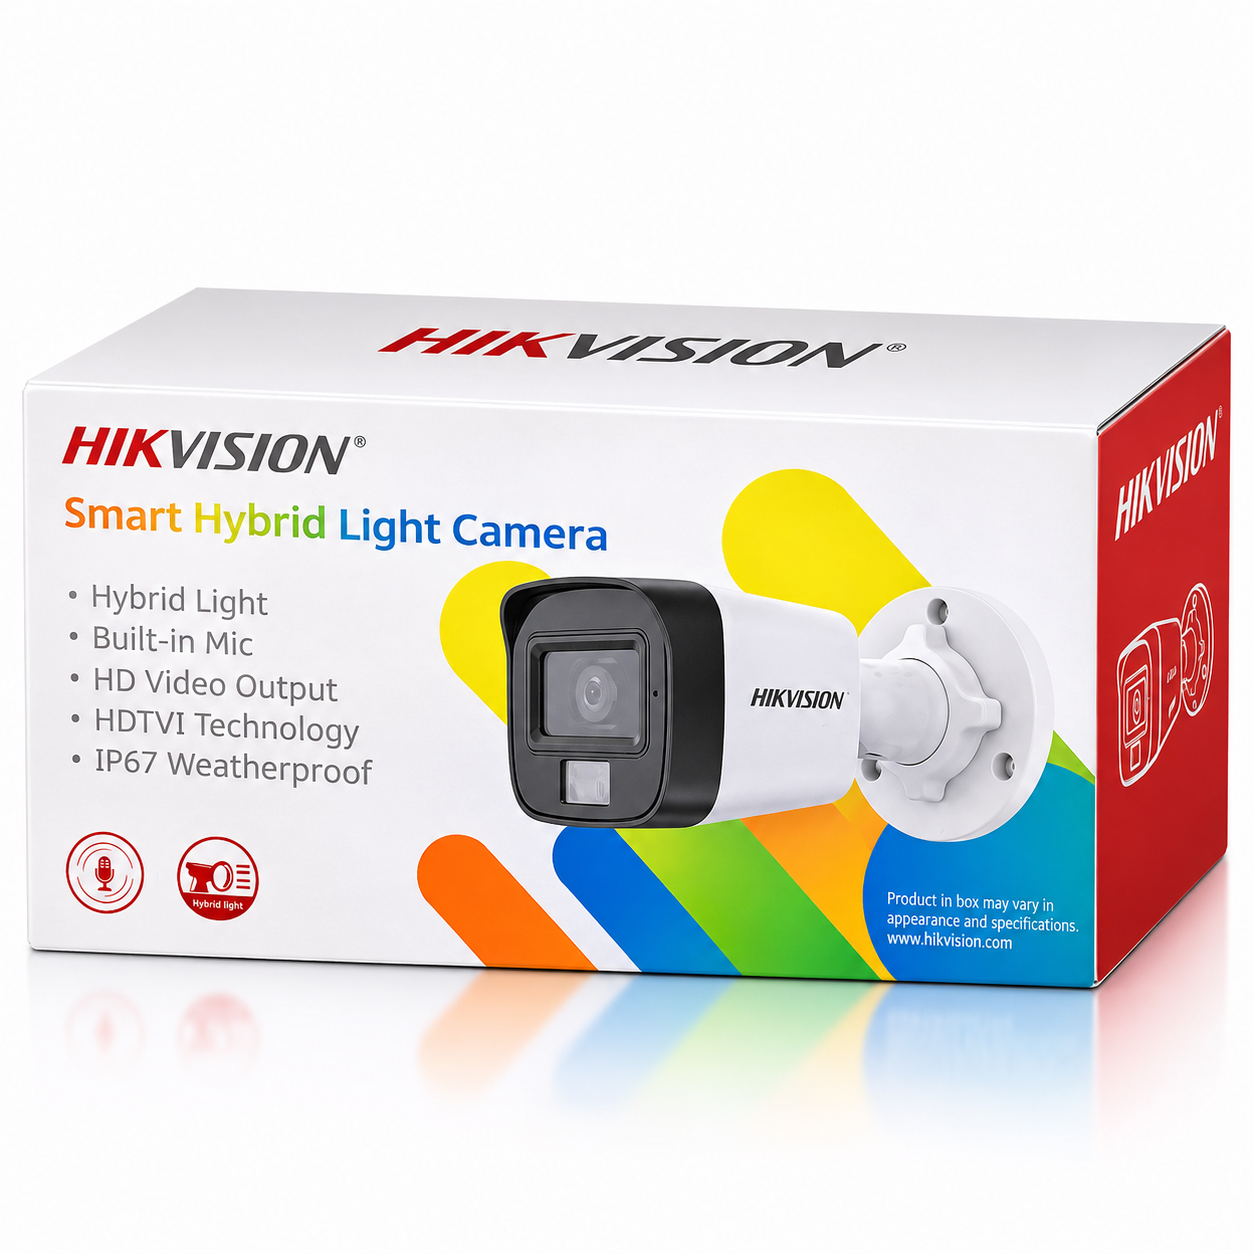 HIKVISION®
HIKVISION®
Smart Hybrid Light Camera
• Hybrid Light
• Built-in Mic
• HD Video Output
• HDTVI Technology
• IP67 Weatherproof
Hybrid light
HIKVISION
Product in box may vary in
appearance and specifications.
www.hikvision.com
HIKVISION®